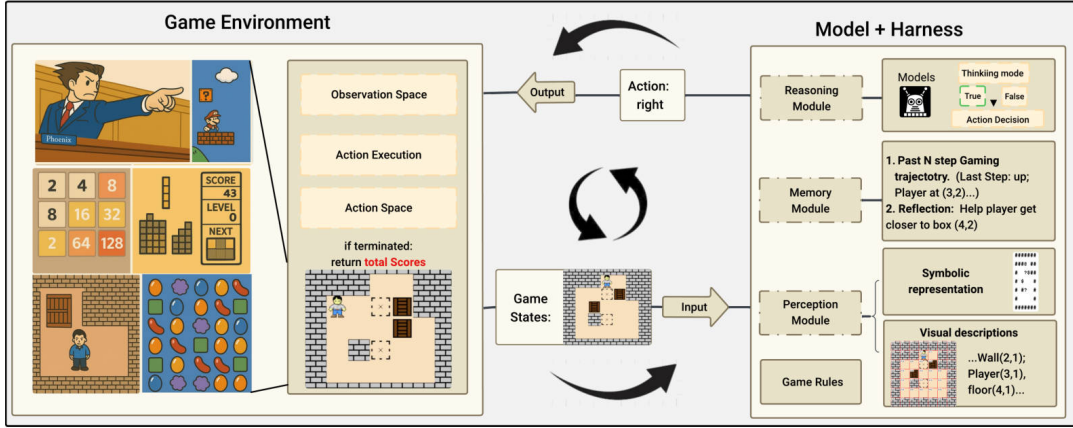 Game Environment
Model + Harness
Phoenix
?
2 4 8
8 16 32
2 64 128
SCORE
43
LEVEL
0
NEXT
Observation Space
Action Execution
Action Space
if terminated:
return total Scores
Output
Action:
right
Game
States:
Input
Reasoning
Module
Models
Thinkiing mode
True
False
Action Decision
Memory
Module
1. Past N step Gaming
trajectotry. (Last Step: up;
Player at (3,2)...)
2. Reflection: Help player get
closer to box (4,2)
Perception
Module
Symbolic
representation
Game Rules
Visual descriptions
...Wall(2,1);
Player(3,1),
floor(4,1)...